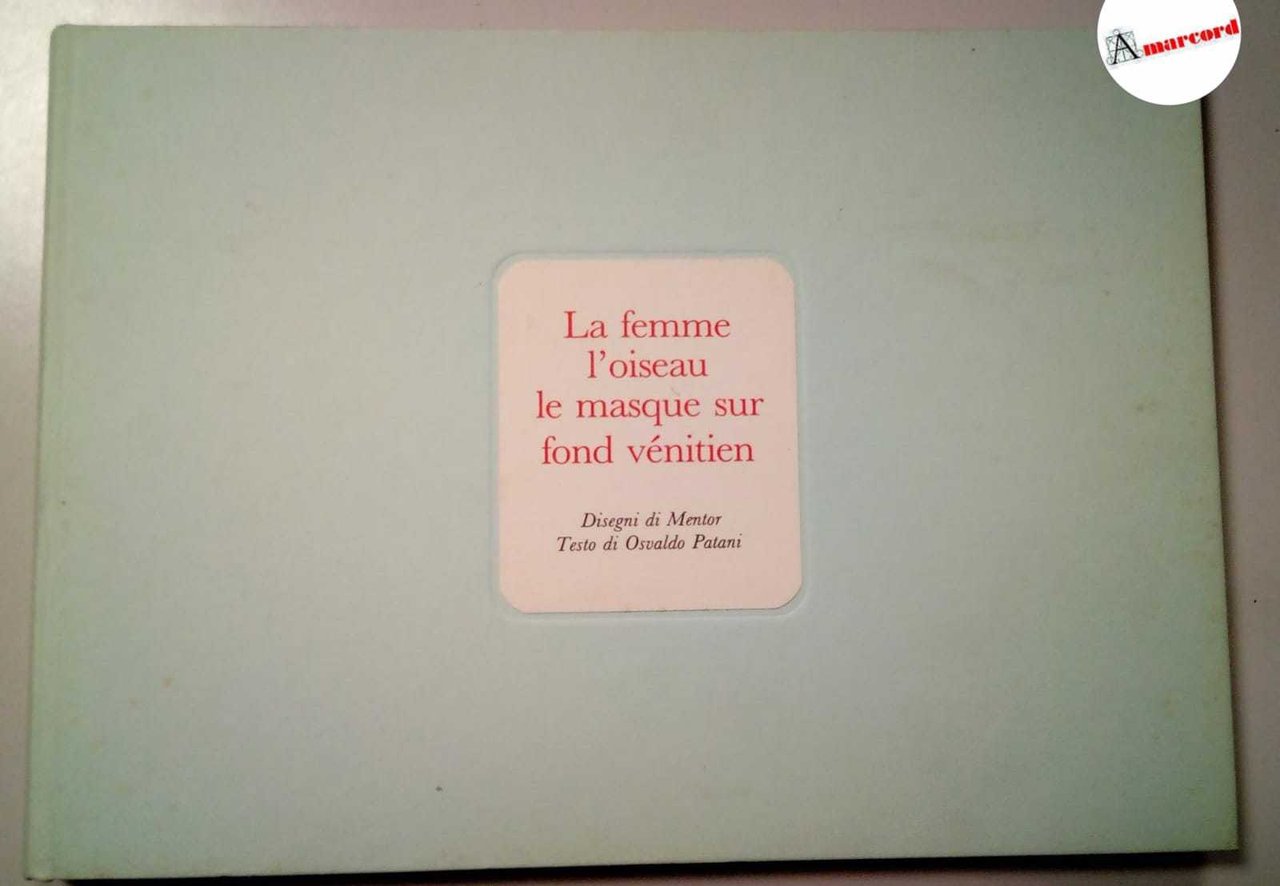 Amarcord
La femme
l'oiseau
le masque sur
fond vénitien
Disegni di Mentor
Testo di Osvaldo Patani